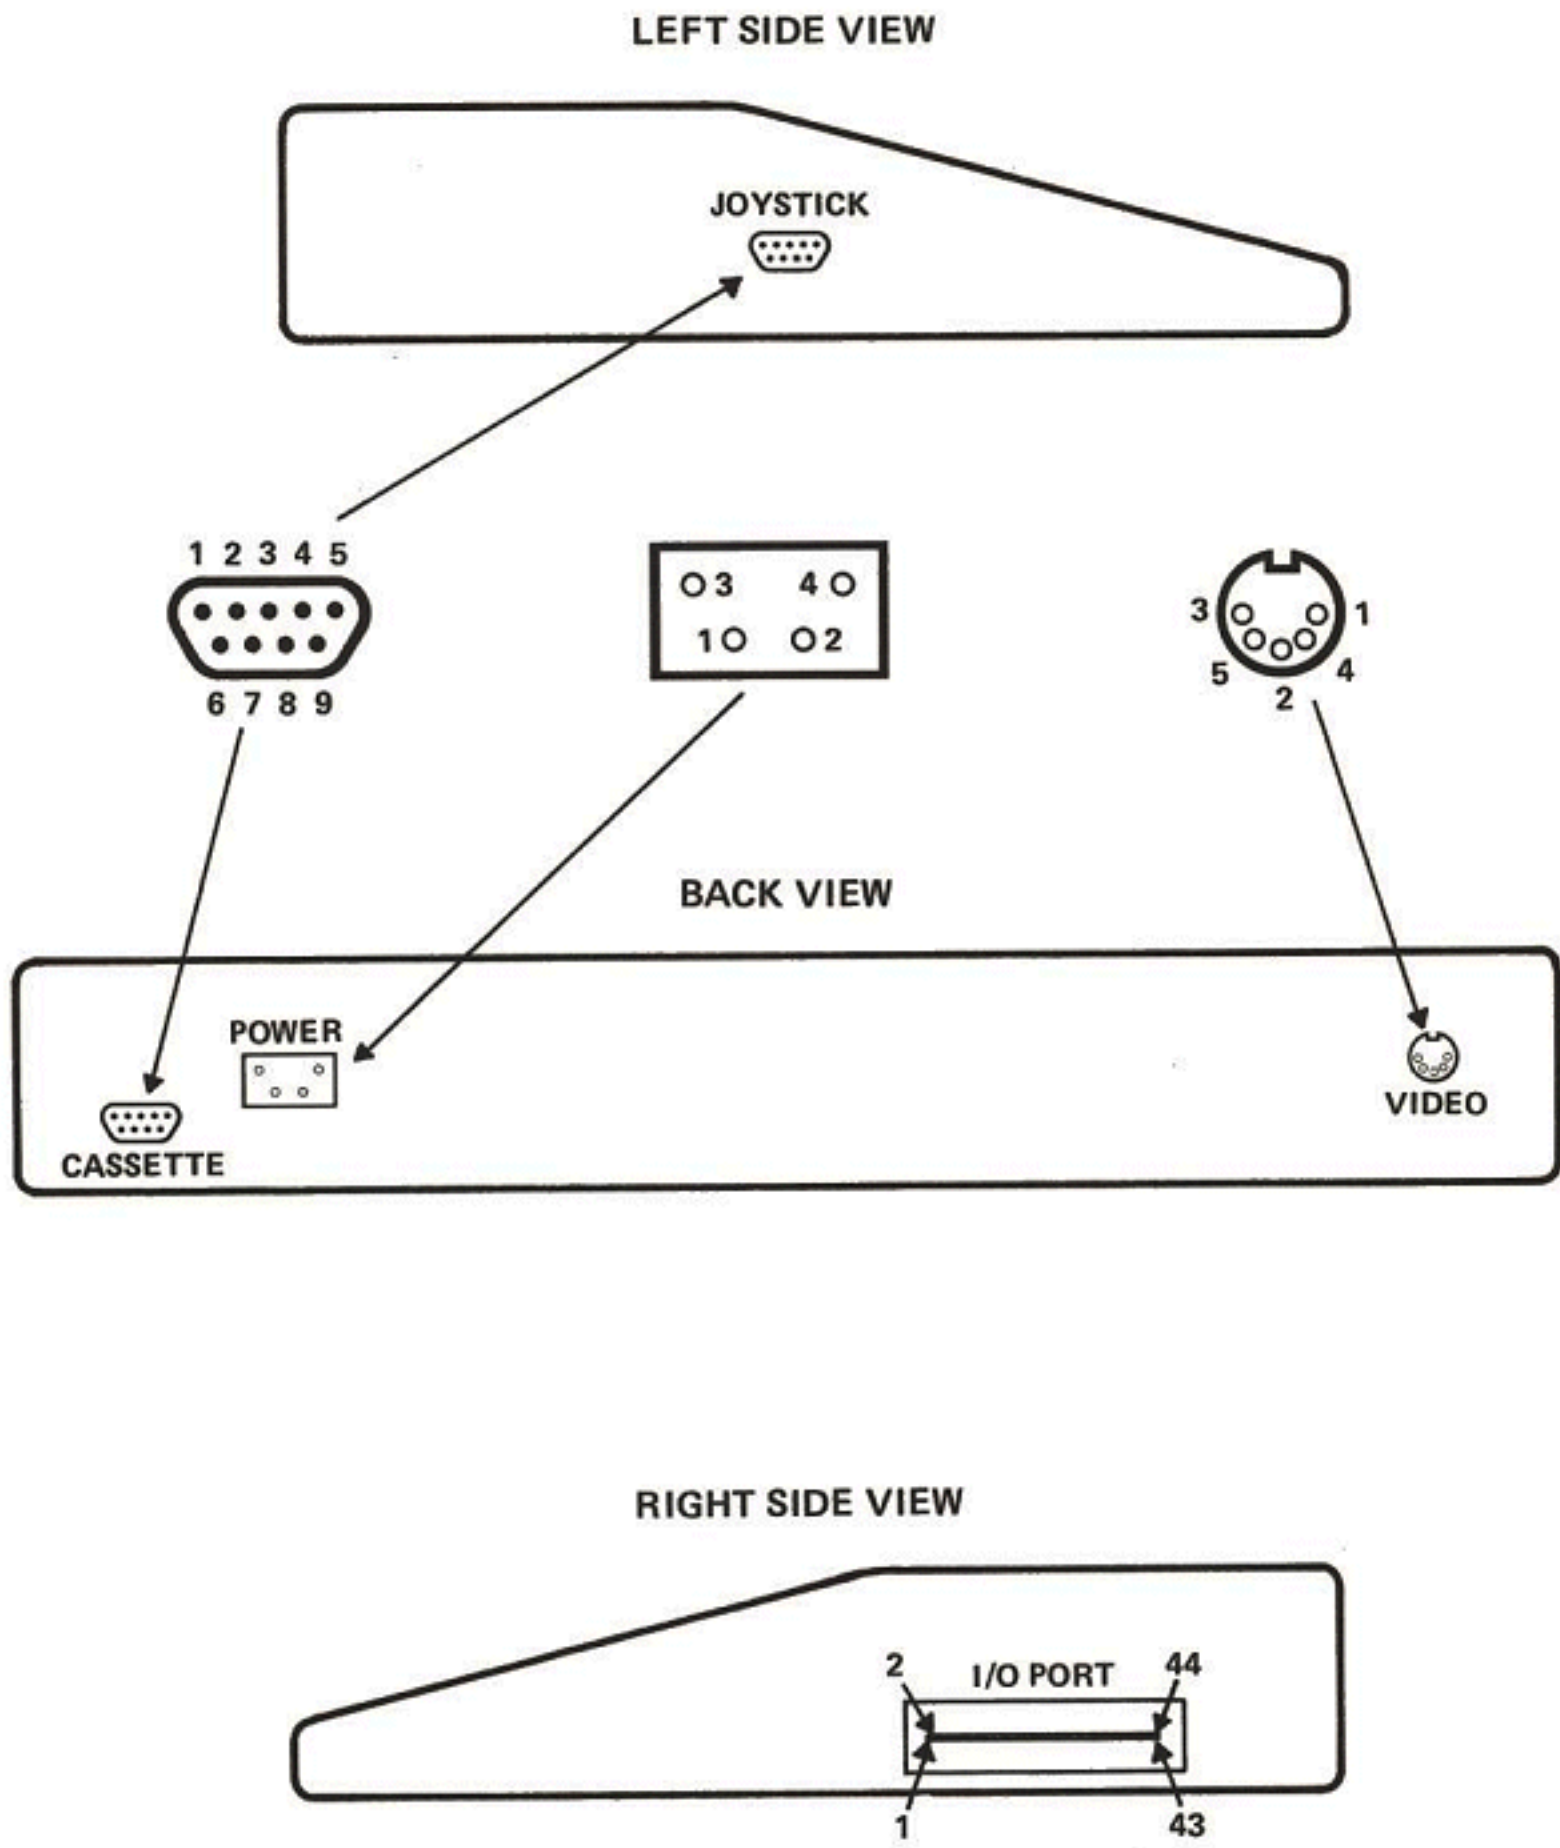 LEFT SIDE VIEW
JOYSTICK
1 2 3 4 5
6 7 8 9
3 4
1 2
3 1
5 4
2
BACK VIEW
POWER
CASSETTE
VIDEO
RIGHT SIDE VIEW
2 I/O PORT 44
1 43